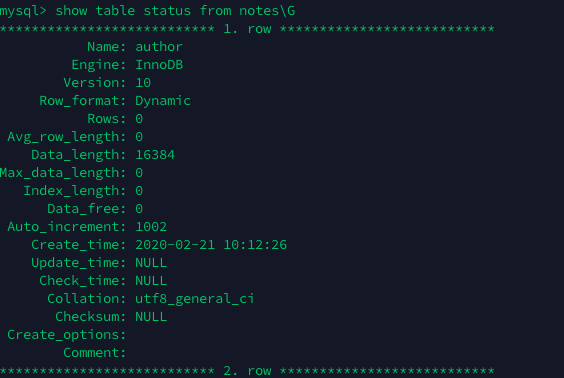 mysql> show table status from notes\G
*************************** 1. row ***************************
Name: author
Engine: InnoDB
Version: 10
Row_format: Dynamic
Rows: 0
Avg_row_length: 0
Data_length: 16384
Max_data_length: 0
Index_length: 0
Data_free: 0
Auto_increment: 1002
Create_time: 2020-02-21 10:12:26
Update_time: NULL
Check_time: NULL
Collation: utf8_general_ci
Checksum: NULL
Create_options:
Comment:
*************************** 2. row ***************************